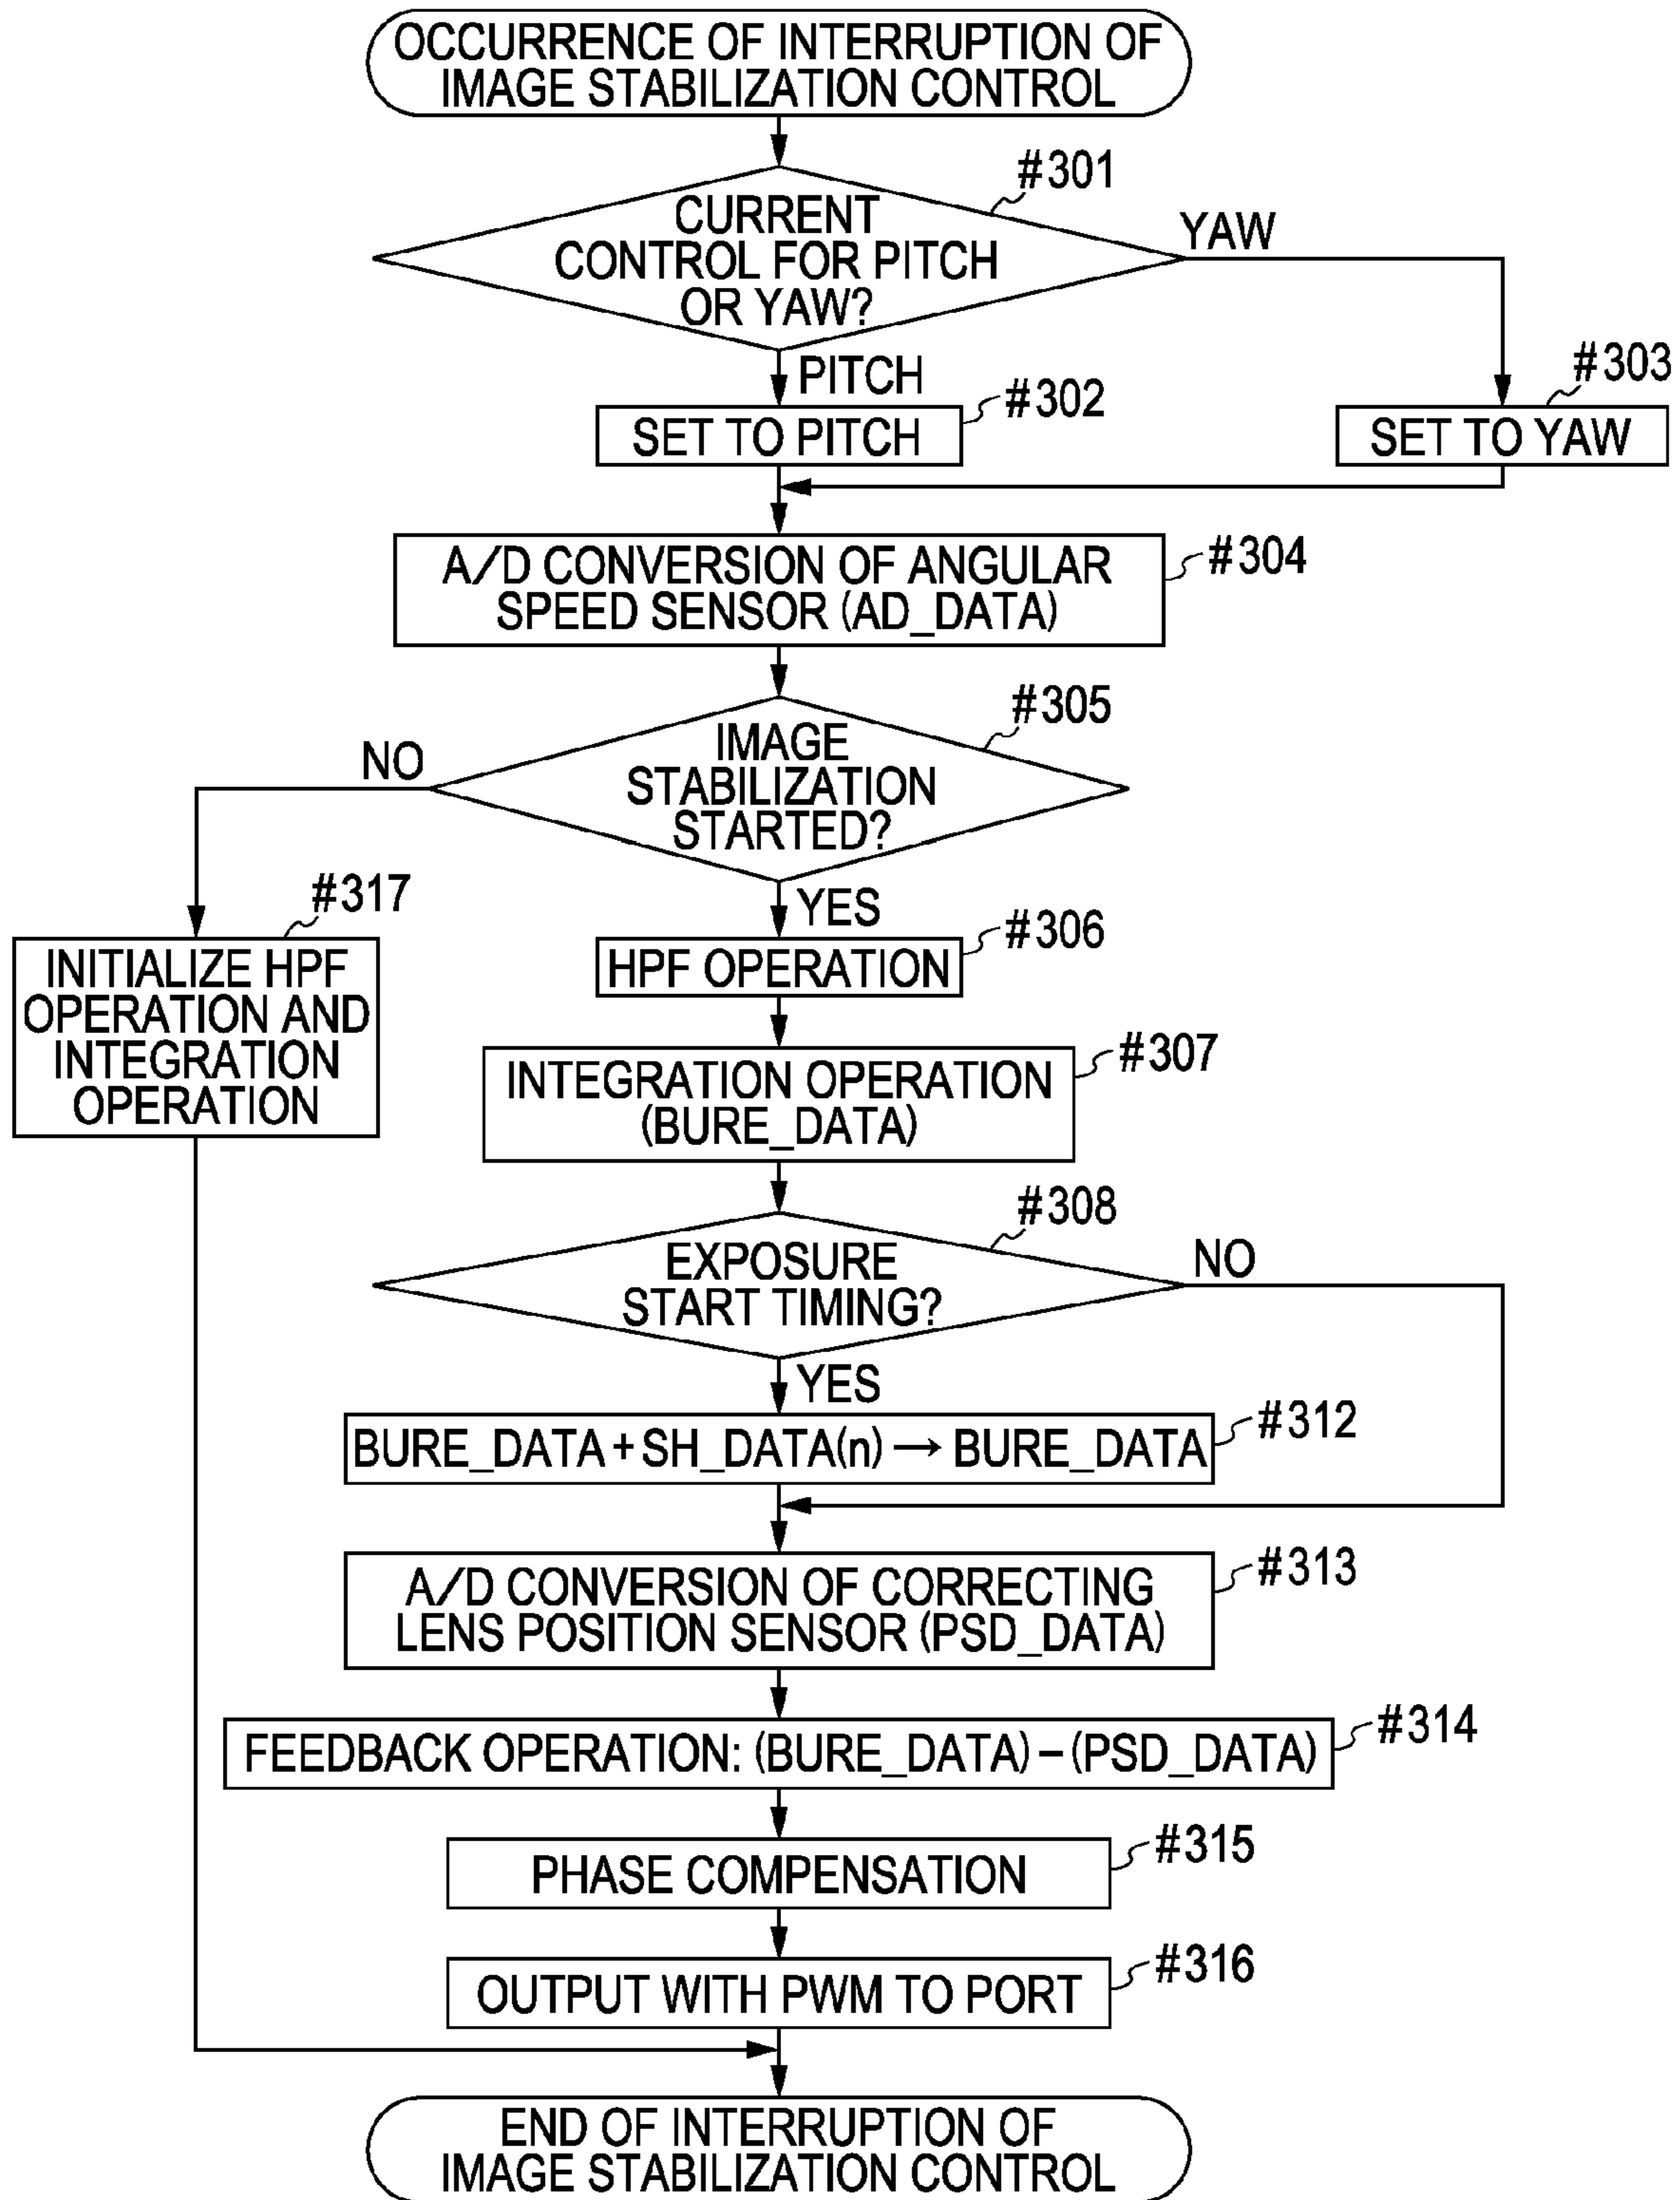 OCCURRENCE OF INTERRUPTION OF
IMAGE STABILIZATION CONTROL
#301
CURRENT
CONTROL FOR PITCH
OR YAW?
YAW
PITCH
#302
SET TO PITCH
#303
SET TO YAW
#304
A/D CONVERSION OF ANGULAR
SPEED SENSOR (AD_DATA)
#305
IMAGE
STABILIZATION
STARTED?
NO
YES
#317
INITIALIZE HPF
OPERATION AND
INTEGRATION
OPERATION
#306
HPF OPERATION
#307
INTEGRATION OPERATION
(BURE_DATA)
#308
EXPOSURE
START TIMING?
NO
YES
#312
BURE_DATA+SH_DATA(n)→BURE_DATA
#313
A/D CONVERSION OF CORRECTING
LENS POSITION SENSOR (PSD_DATA)
#314
FEEDBACK OPERATION: (BURE_DATA)–(PSD_DATA)
#315
PHASE COMPENSATION
#316
OUTPUT WITH PWM TO PORT
END OF INTERRUPTION OF
IMAGE STABILIZATION CONTROL